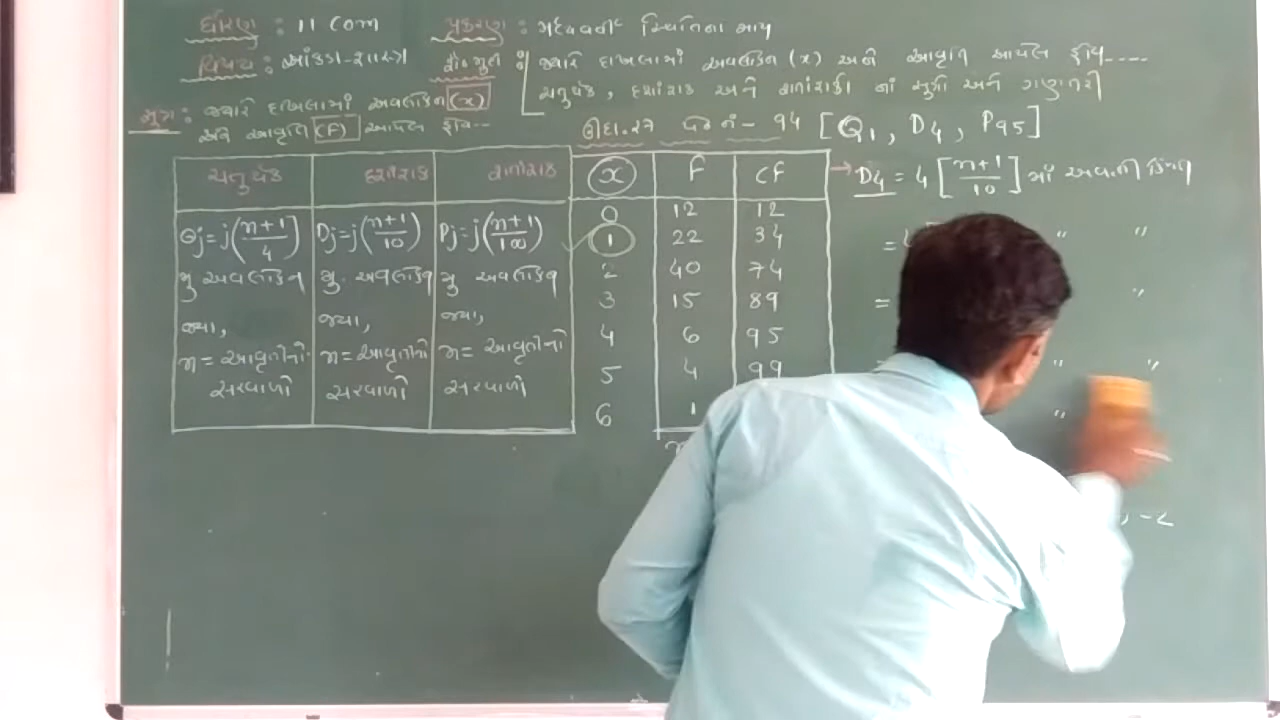 ધોરણ : 11 Com પ્રકરણ : મધ્યવર્તી સ્થિતિના માપ
વિષય : આંકડા-શાસ્ત્ર હેતુ જ્યારે દાખલામાં અવલોકન (x) અને આવૃત્તિ આપેલ હોય----
ચતુર્થક, દશાંશક અને શતાંશકો નાં સૂત્રો અને ગણતરી
સૂત્ર : જ્યારે દાખલામાં અવલોકન (x)
અને આવૃત્તિ (F) આપેલ હોય--
ઉદા.27 પેજ નં- 94 [Q1, D4, P95]
ચતુર્થક દશાંશક શતાંશક x F CF
Qj = j(n+1/4) Dj = j(n+1/10) Pj = j(n+1/100)
મુ અવલોકન મુ અવલોકન મુ અવલોકન
જ્યાં, જ્યાં, જ્યાં,
n = આવૃત્તિનો n = આવૃત્તિનો n = આવૃત્તિનો
સરવાળો સરવાળો સરવાળો
0 12 12
1 22 34
2 40 74
3 15 89
4 6 95
5 4 99
6 1
→ D4 = 4 [n+1/10] માં અવ.ની કિંમત
= " "
= "
" "
"